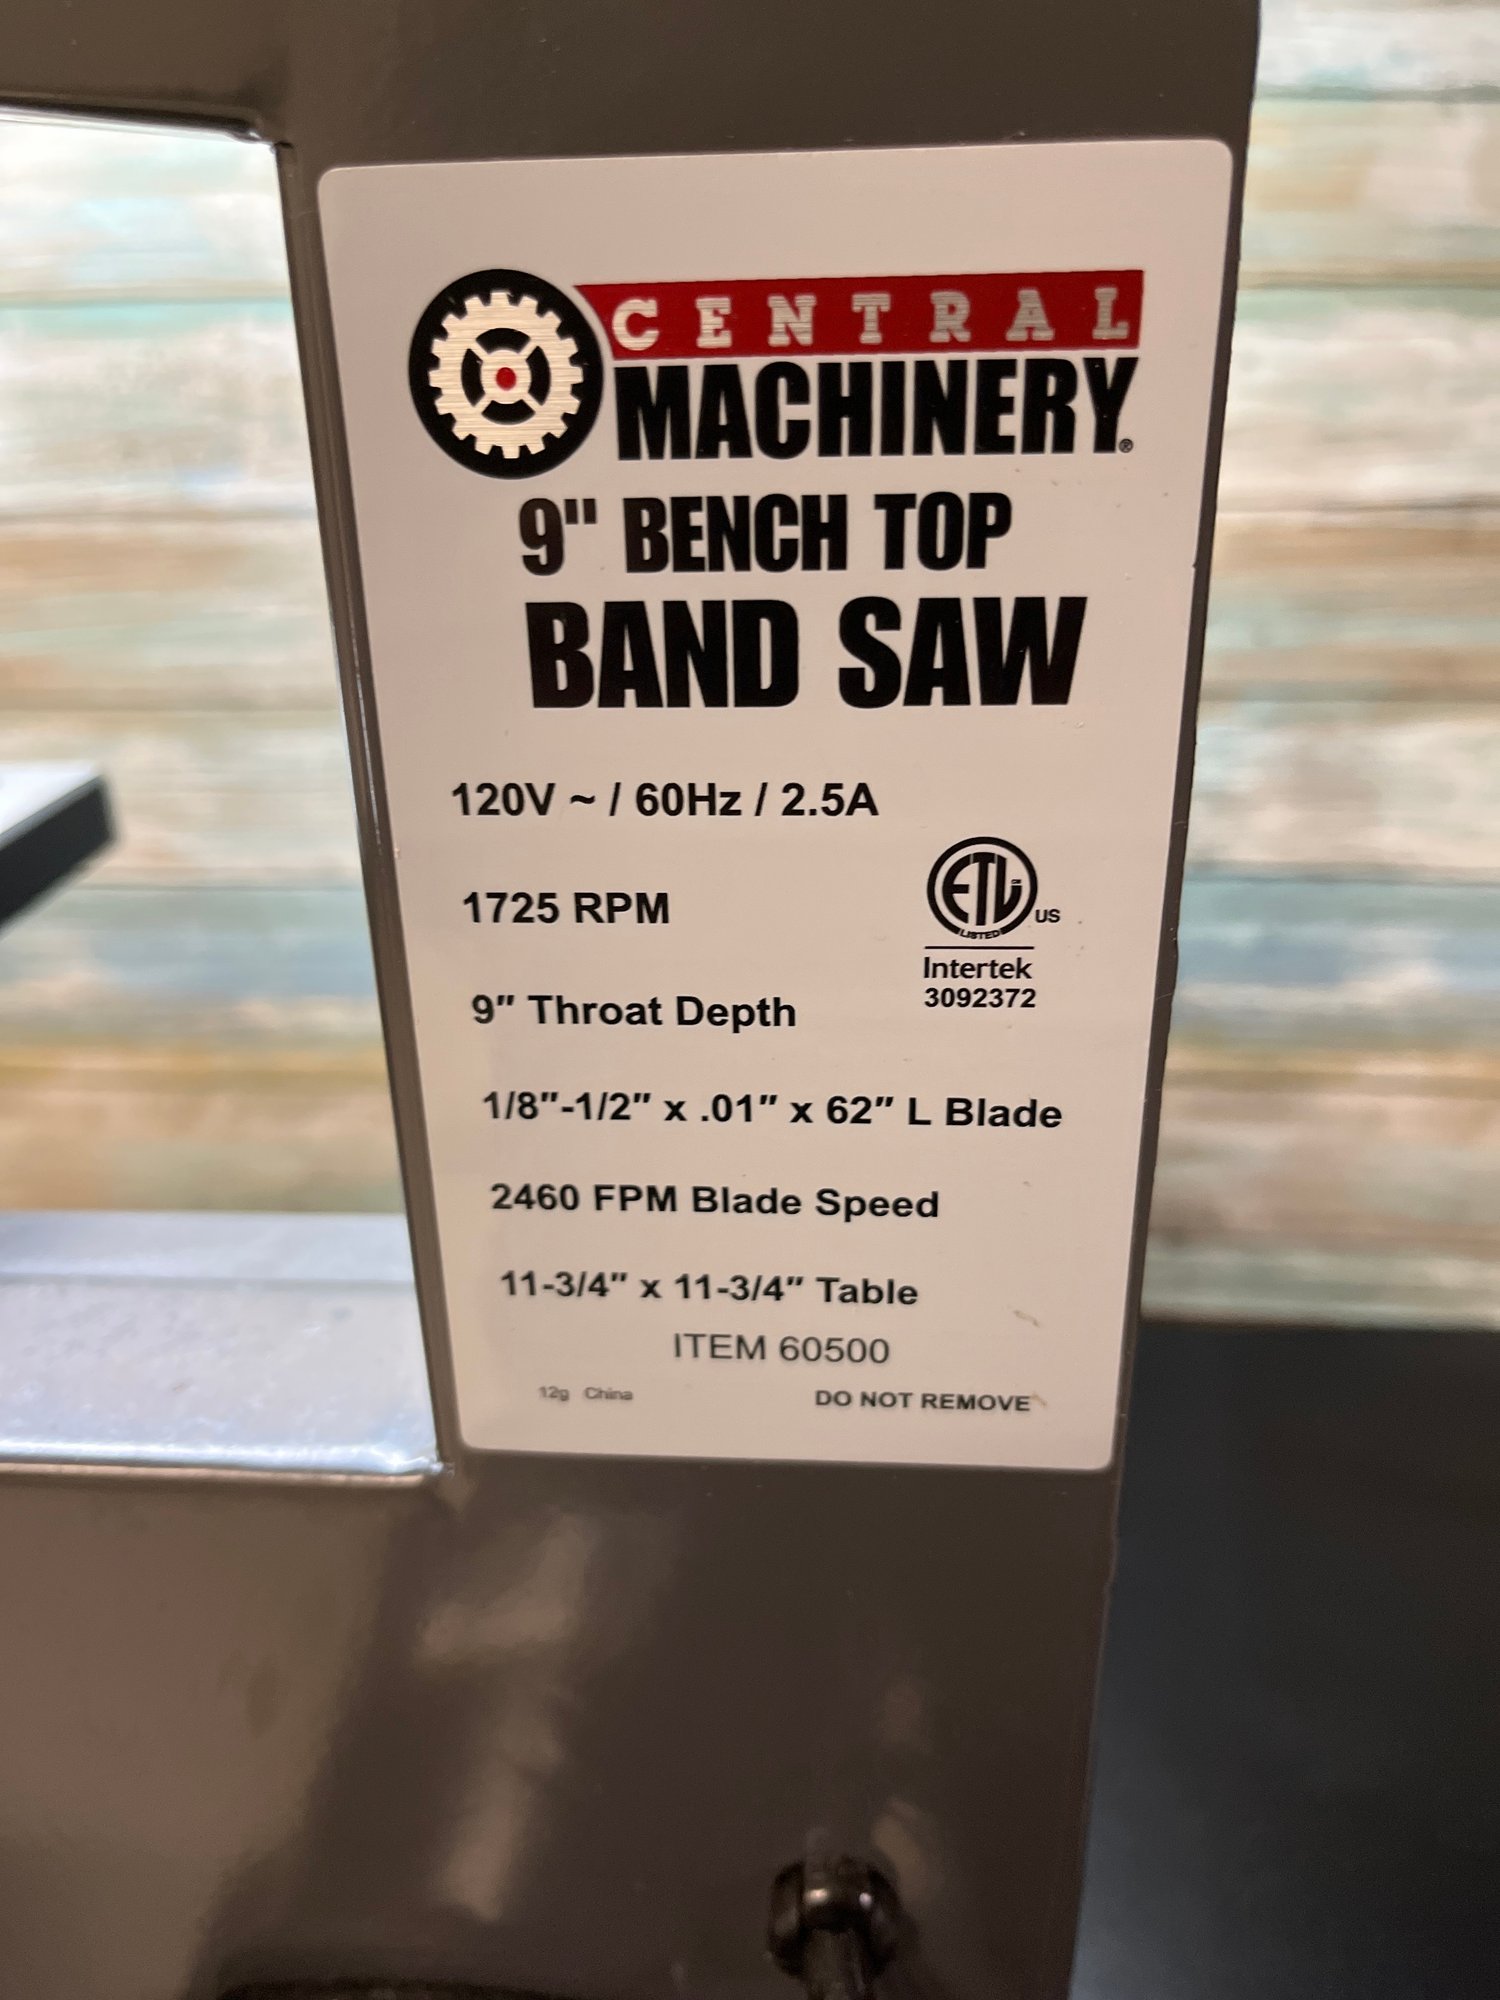 CENTRAL
MACHINERY®
9" BENCH TOP
BAND SAW
120V ~ / 60Hz / 2.5A
1725 RPM
ETL CM
LISTED
US
Intertek
3092372
9" Throat Depth
1/8"-1/2" x .01" x 62" L Blade
2460 FPM Blade Speed
11-3/4" x 11-3/4" Table
ITEM 60500
12g China
DO NOT REMOVE